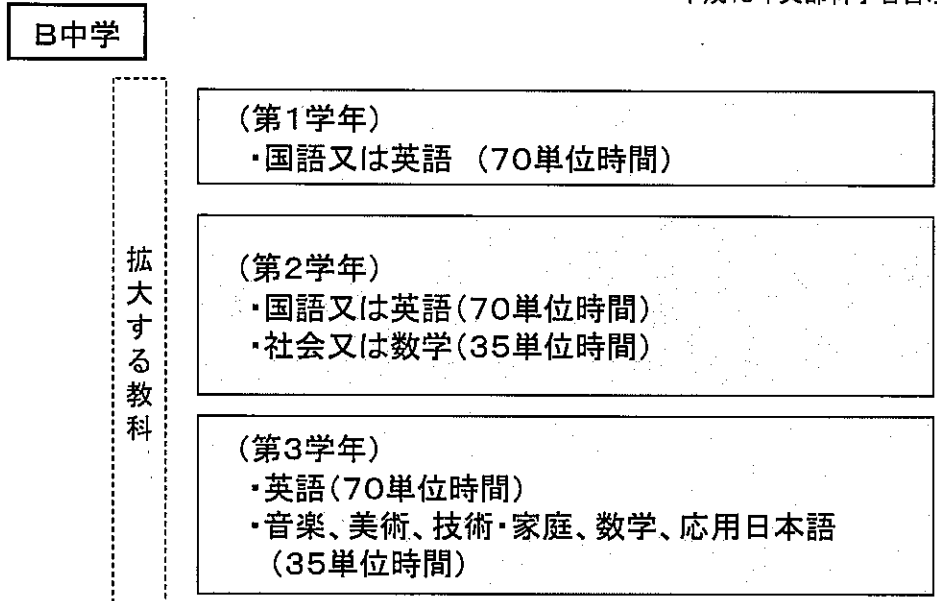 B中学
拡大する教科
(第1学年)
・国語又は英語 (70単位時間)
(第2学年)
・国語又は英語(70単位時間)
・社会又は数学(35単位時間)
(第3学年)
・英語(70単位時間)
・音楽、美術、技術・家庭、数学、応用日本語
(35単位時間)